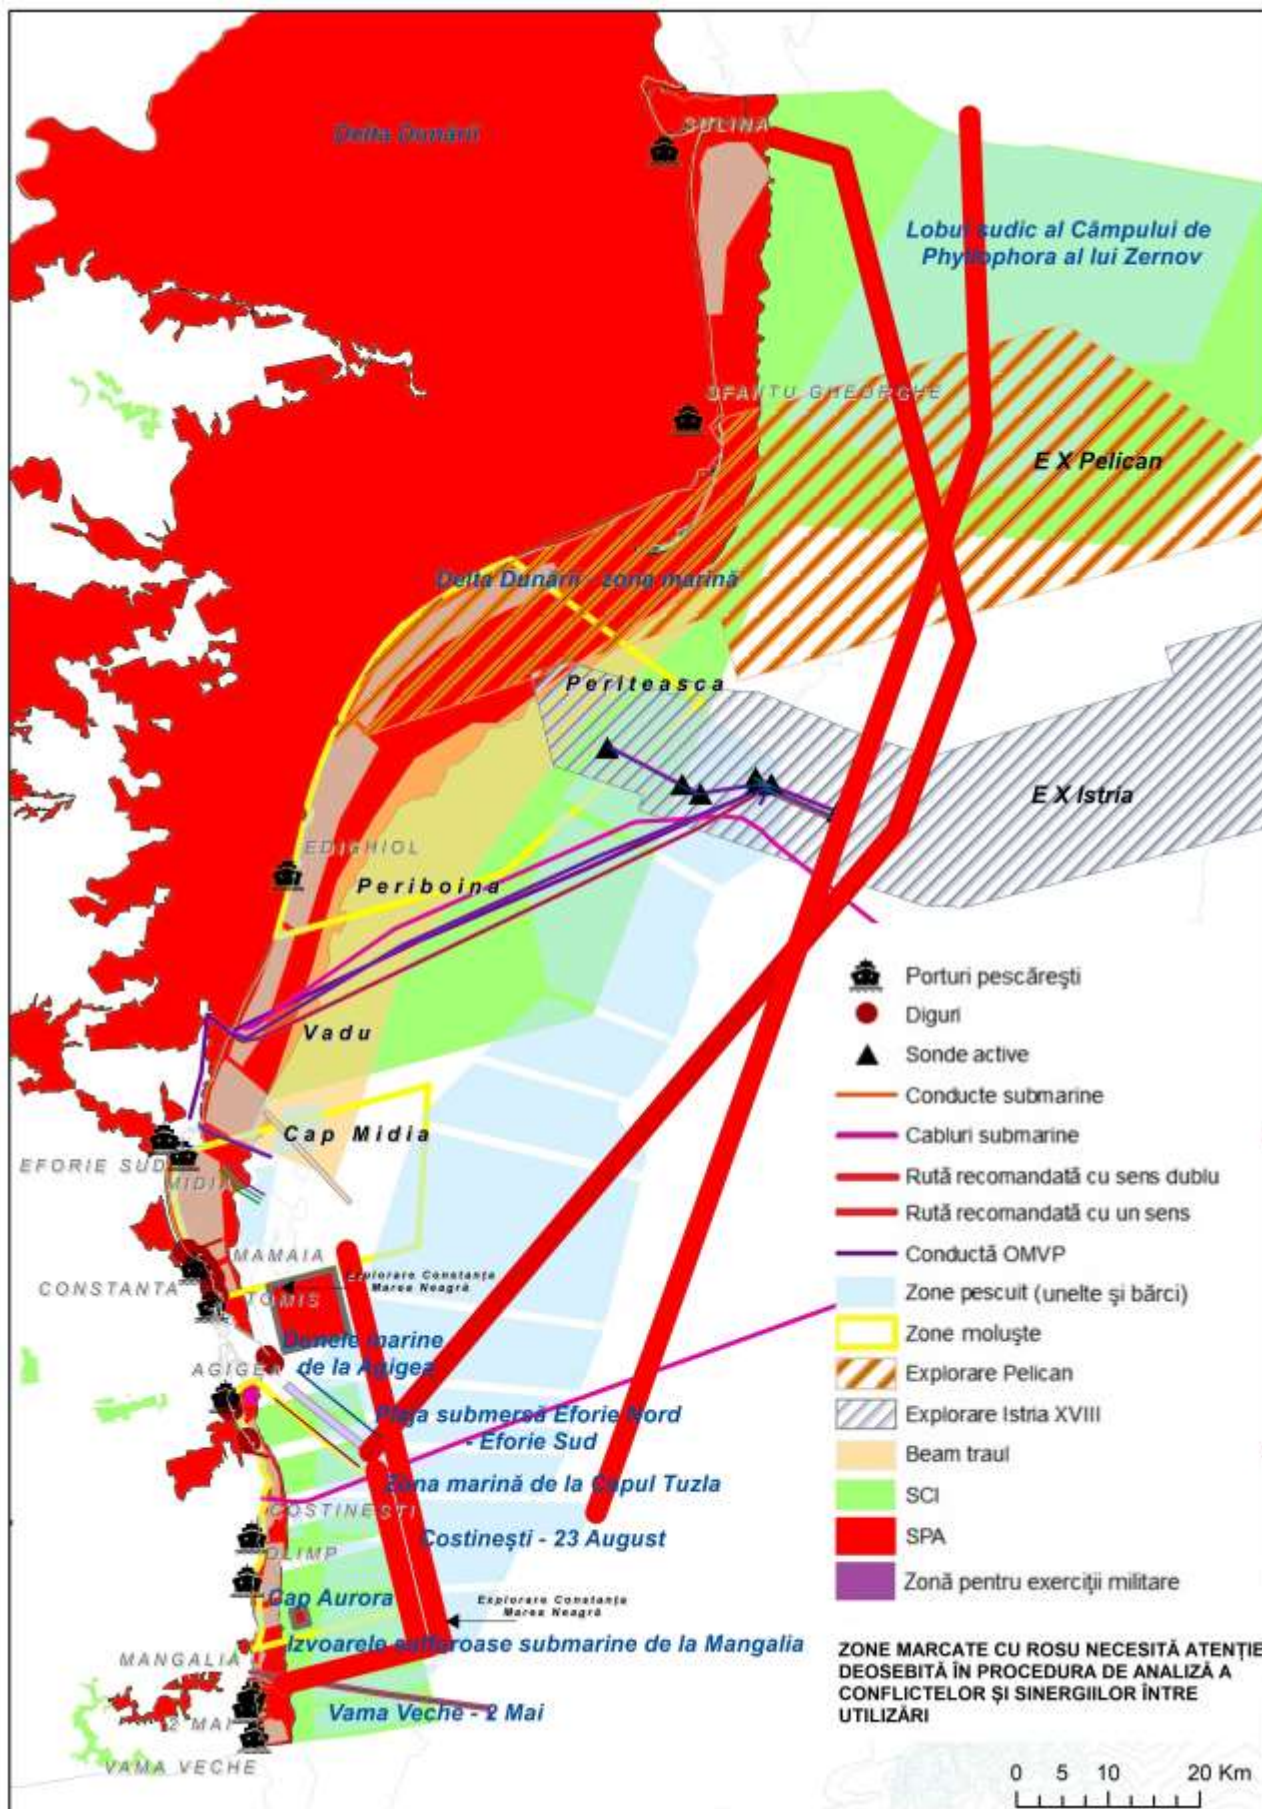 Delta Dunării
SULINA
Lobul sudic al Câmpului de
Phyllophora al lui Zernov
SFANTU GHEORGHE
E X Pelican
Delta Dunării - zona marină
Periteasca
E X Istria
EDIGHIOL
Periboina
Vadu
Cap Midia
EFORIE SUD
MIDIA
MAMAIA
CONSTANTA
TOMIS
Explorare Constanța
Marea Neagră
Dunele marine
de la Agigea
AGIGEA
Plaja submersă Eforie Nord
- Eforie Sud
Zona marină de la Capul Tuzla
COSTINEȘTI
Costinești - 23 August
OLIMP
Cap Aurora
Explorare Constanța
Marea Neagră
Izvoarele sulfuroase submarine de la Mangalia
MANGALIA
2 MAI
Vama Veche - 2 Mai
VAMA VECHE
Porturi pescărești
Diguri
Sonde active
Conducte submarine
Cabluri submarine
Rută recomandată cu sens dublu
Rută recomandată cu un sens
Conductă OMVP
Zone pescuit (unelte și bărci)
Zone moluște
Explorare Pelican
Explorare Istria XVIII
Beam traul
SCI
SPA
Zonă pentru exerciții militare
ZONE MARCATE CU ROSU NECESITĂ ATENȚIE
DEOSEBITĂ ÎN PROCEDURA DE ANALIZĂ A
CONFLICTELOR ȘI SINERGIILOR ÎNTRE
UTILIZĂRI
0 5 10 20 Km